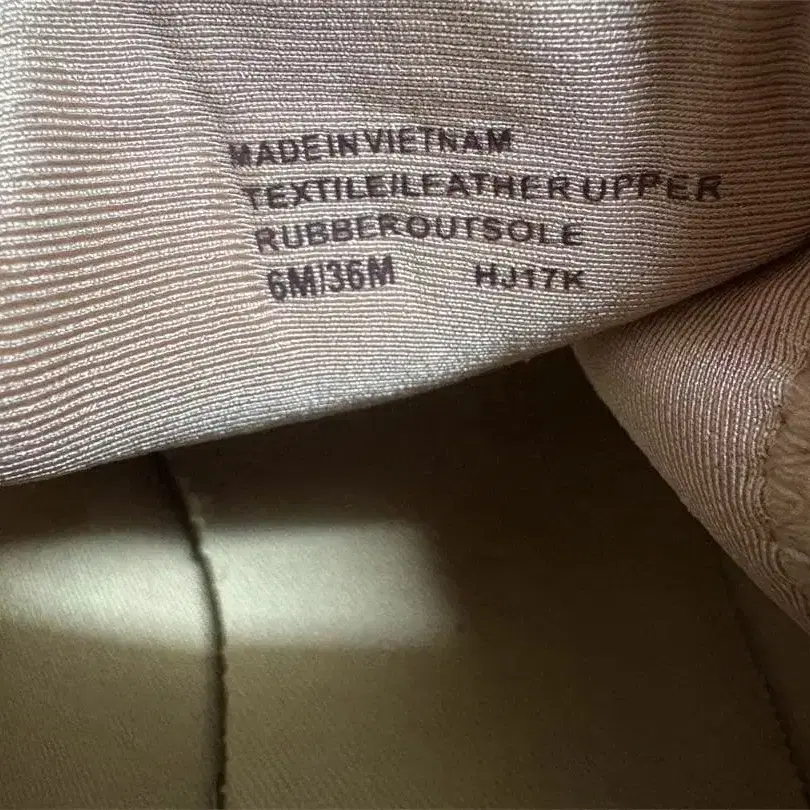 MADE IN VIETNAM
TEXTILE/LEATHER UPPER
RUBBER OUTSOLE
6M/36M HJ17K